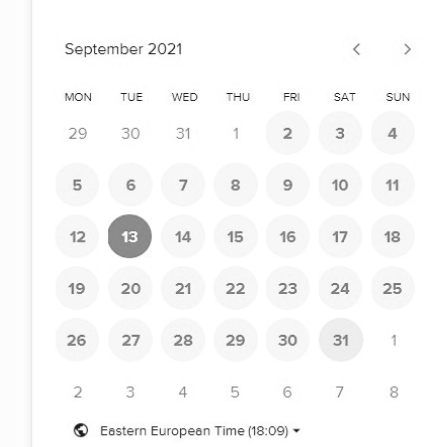 September 2021
MON TUE WED THU FRI SAT SUN
29 30 31 1 2 3 4
5 6 7 8 9 10 11
12 13 14 15 16 17 18
19 20 21 22 23 24 25
26 27 28 29 30 31 1
2 3 4 5 6 7 8
Eastern European Time (18:09)